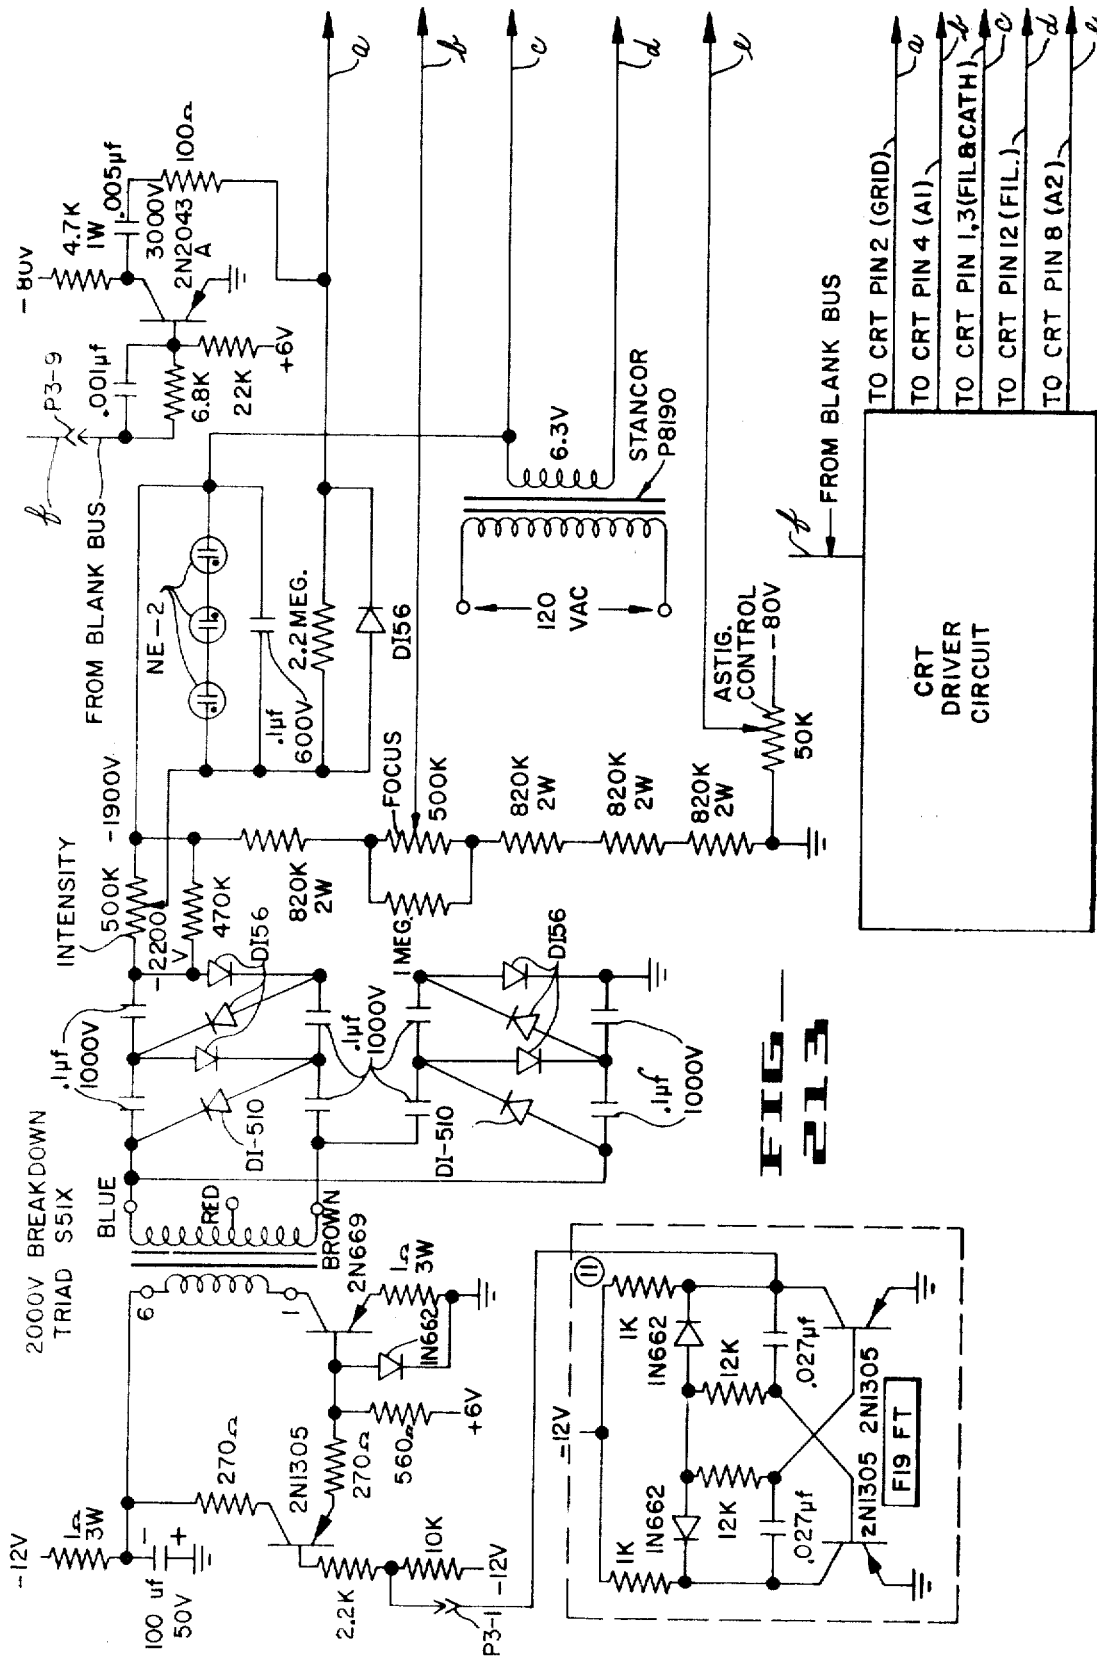 -12V
1Ω
3W
100 uf
50V
-
+
2000V BREAKDOWN
TRIAD S51X
6
1
BLUE
RED
BROWN
270Ω
2N1305
270Ω
560Ω
+6V
2N669
1Ω
3W
1N662
2.2K
10K
-12V
P3-1
.1µf
1000V
DI56
DI-510
.1µf
1000V
DI-510
DI56
.1µf
1000V
INTENSITY
500K
-2200
V
470K
-1900V
820K
2W
1 MEG.
FOCUS
500K
820K
2W
820K
2W
820K
2W
ASTIG.
CONTROL
50K
-80V
f
P3-9
FROM BLANK BUS
NE-2
.1µf
600V
2.2 MEG.
DI56
.001µf
6.8K
22K
+6V
-80V
4.7K
1W
.005µf
3000V
2N2043
A
100Ω
120
VAC
6.3V
STANCOR
P8190
a
b
c
d
e
-12V
11
1K
1N662
12K
.027µf
1K
1N662
12K
.027µf
2N1305
2N1305
F19 FT
FIG
213
f
FROM BLANK BUS
CRT
DRIVER
CIRCUIT
TO CRT PIN 2 (GRID)
a
TO CRT PIN 4 (A1)
b
TO CRT PIN 1,3 (FIL&CATH)
c
TO CRT PIN 12 (FIL.)
d
TO CRT PIN 8 (A2)
e